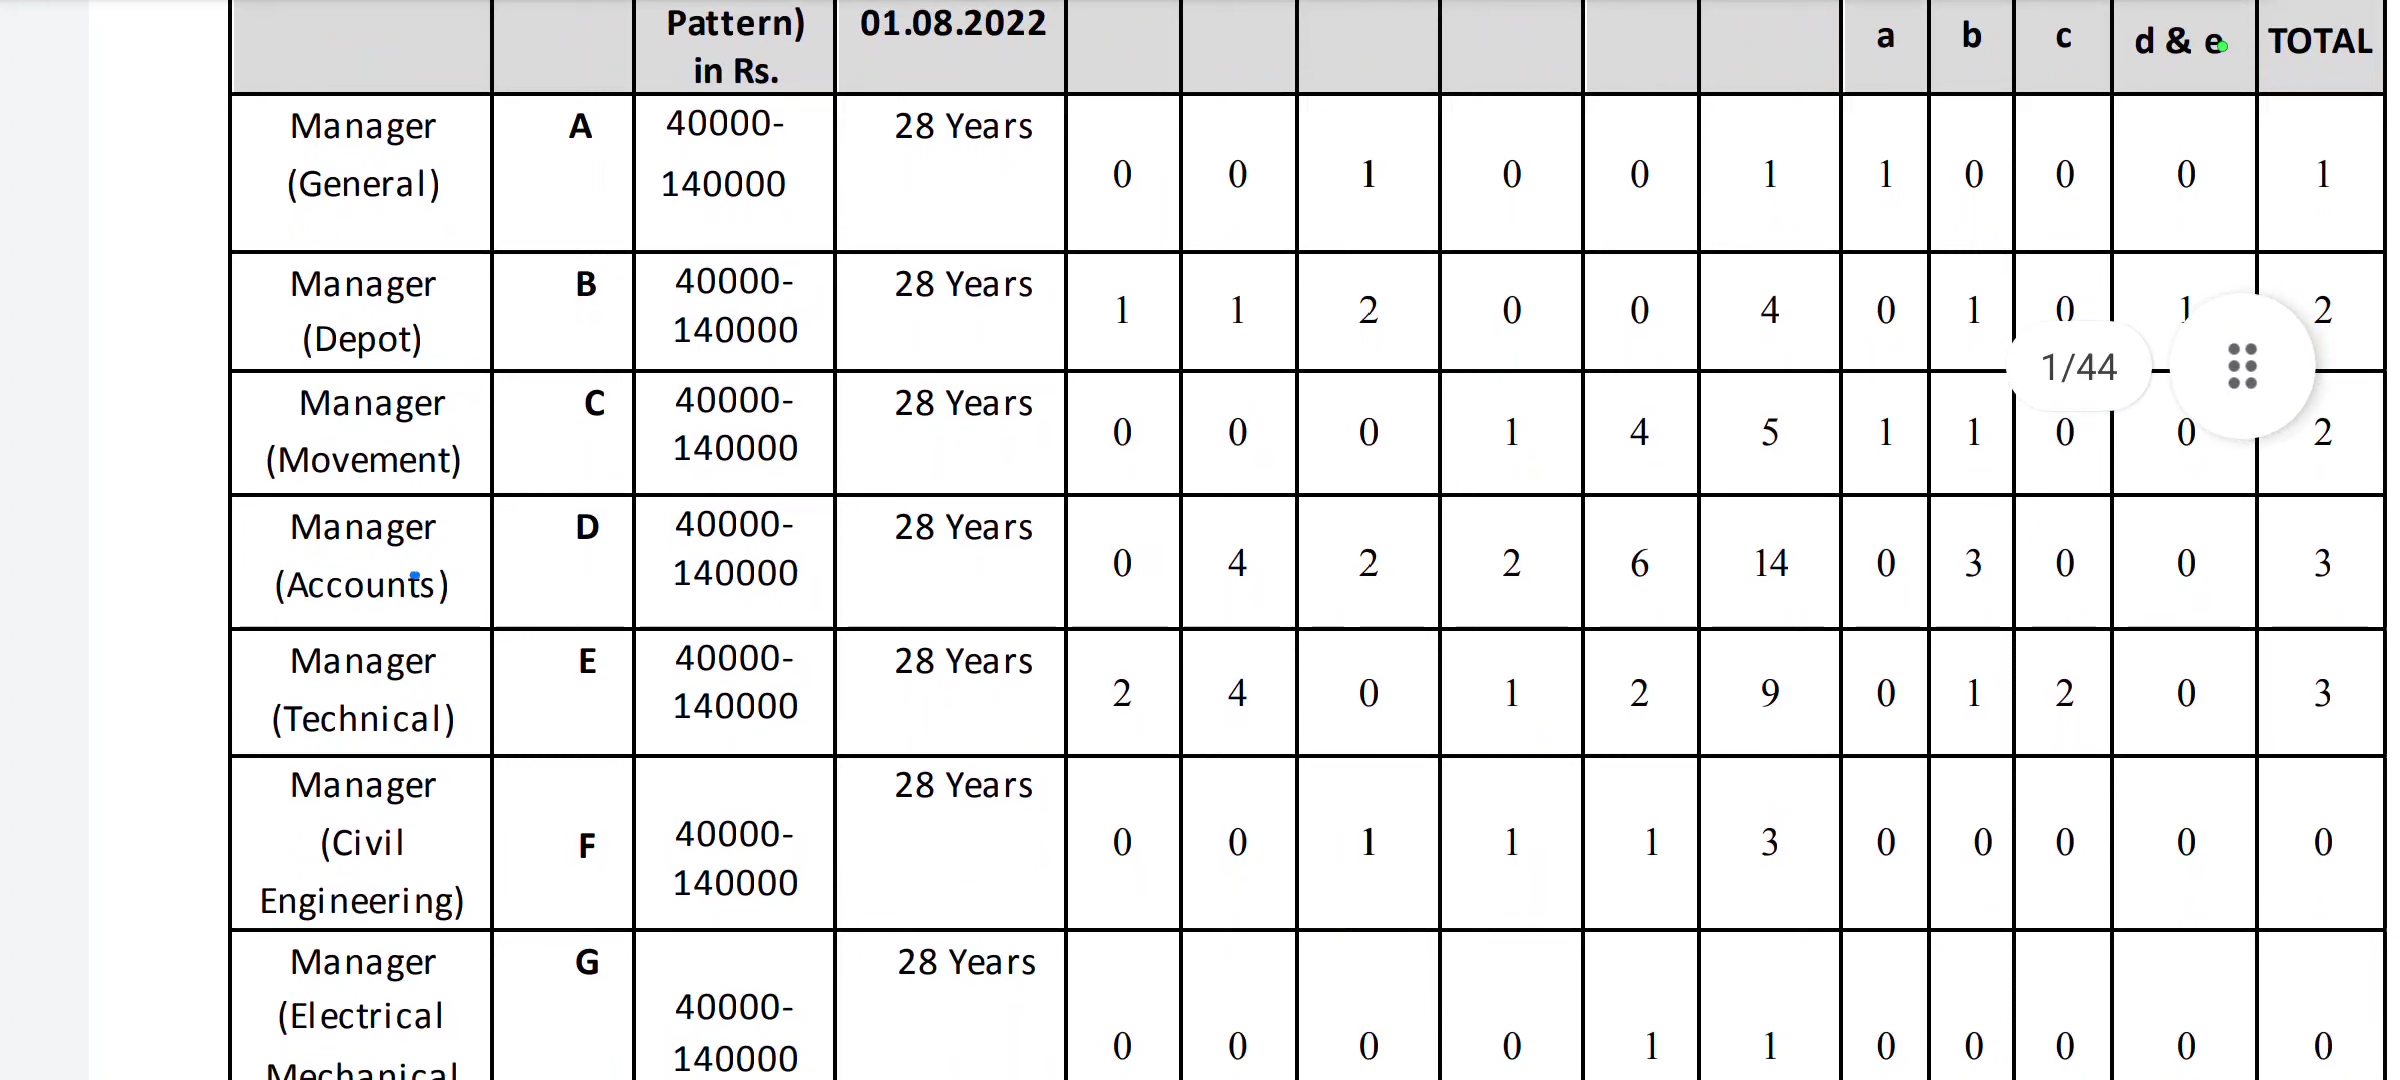 Pattern) 01.08.2022 a b c d & e TOTAL
in Rs.
Manager A 40000- 28 Years
(General) 140000 0 0 1 0 0 1 1 0 0 0 1
Manager B 40000- 28 Years
(Depot) 140000 1 1 2 0 0 4 0 1 0 1 2
1/44
Manager C 40000- 28 Years
(Movement) 140000 0 0 0 1 4 5 1 1 0 0 2
Manager D 40000- 28 Years
(Accounts) 140000 0 4 2 2 6 14 0 3 0 0 3
Manager E 40000- 28 Years
(Technical) 140000 2 4 0 1 2 9 0 1 2 0 3
Manager 28 Years
(Civil F 40000- 0 0 1 1 1 3 0 0 0 0 0
Engineering) 140000
Manager G 28 Years
(Electrical 40000-
Mechanical 140000 0 0 0 0 1 1 0 0 0 0 0